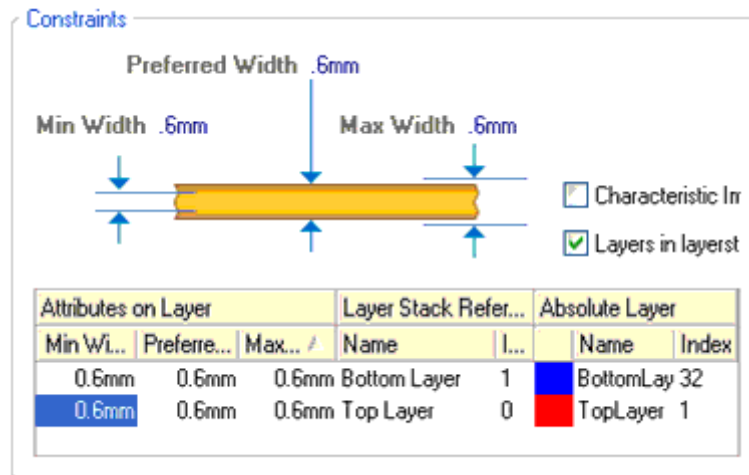 Constraints
Preferred Width .6mm
Min Width .6mm Max Width .6mm
Characteristic
Layers in
Attributes on Layer Layer Stack Refer... Absolute Layer
Min Wi... Preferre... Max... Name I... Name Index
0.6mm 0.6mm 0.6mm Bottom Layer 1 BottomLay 32
0.6mm 0.6mm 0.6mm Top Layer 0 TopLayer 1